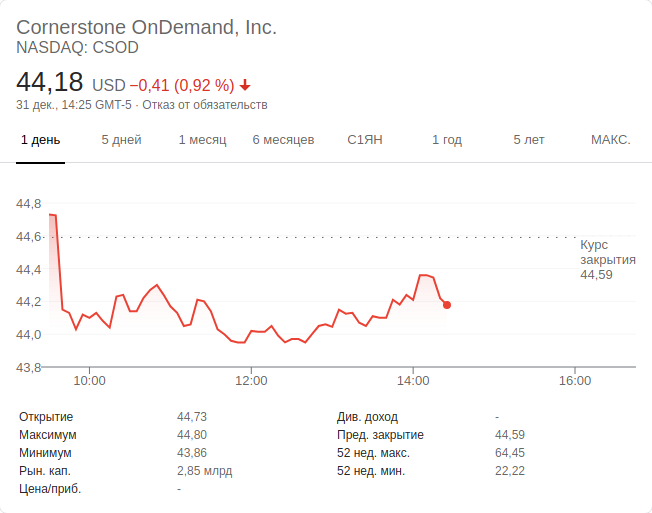 Cornerstone OnDemand, Inc.
NASDAQ: CSOD
44,18 USD −0,41 (0,92 %)
31 дек., 14:25 GMT-5 · Отказ от обязательств
1 день 5 дней 1 месяц 6 месяцев С1ЯН 1 год 5 лет МАКС.
44,8
44,6
Курс
закрытия
44,59
44,4
44,2
44,0
43,8
10:00 12:00 14:00 16:00
Открытие 44,73 Див. доход -
Максимум 44,80 Пред. закрытие 44,59
Минимум 43,86 52 нед. макс. 64,45
Рын. кап. 2,85 млрд 52 нед. мин. 22,22
Цена/приб. -